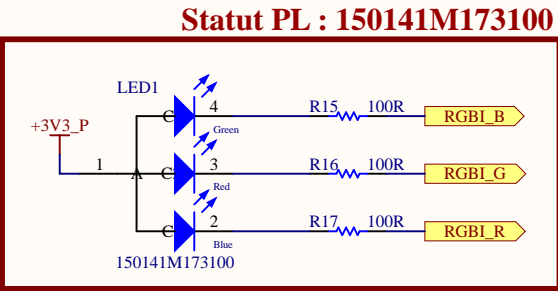 Statut PL : 150141M173100
LED1
+3V3_P
1
A
C
4
Green
R15
100R
RGBI_B
C
3
Red
R16
100R
RGBI_G
C
2
Blue
R17
100R
RGBI_R
150141M173100